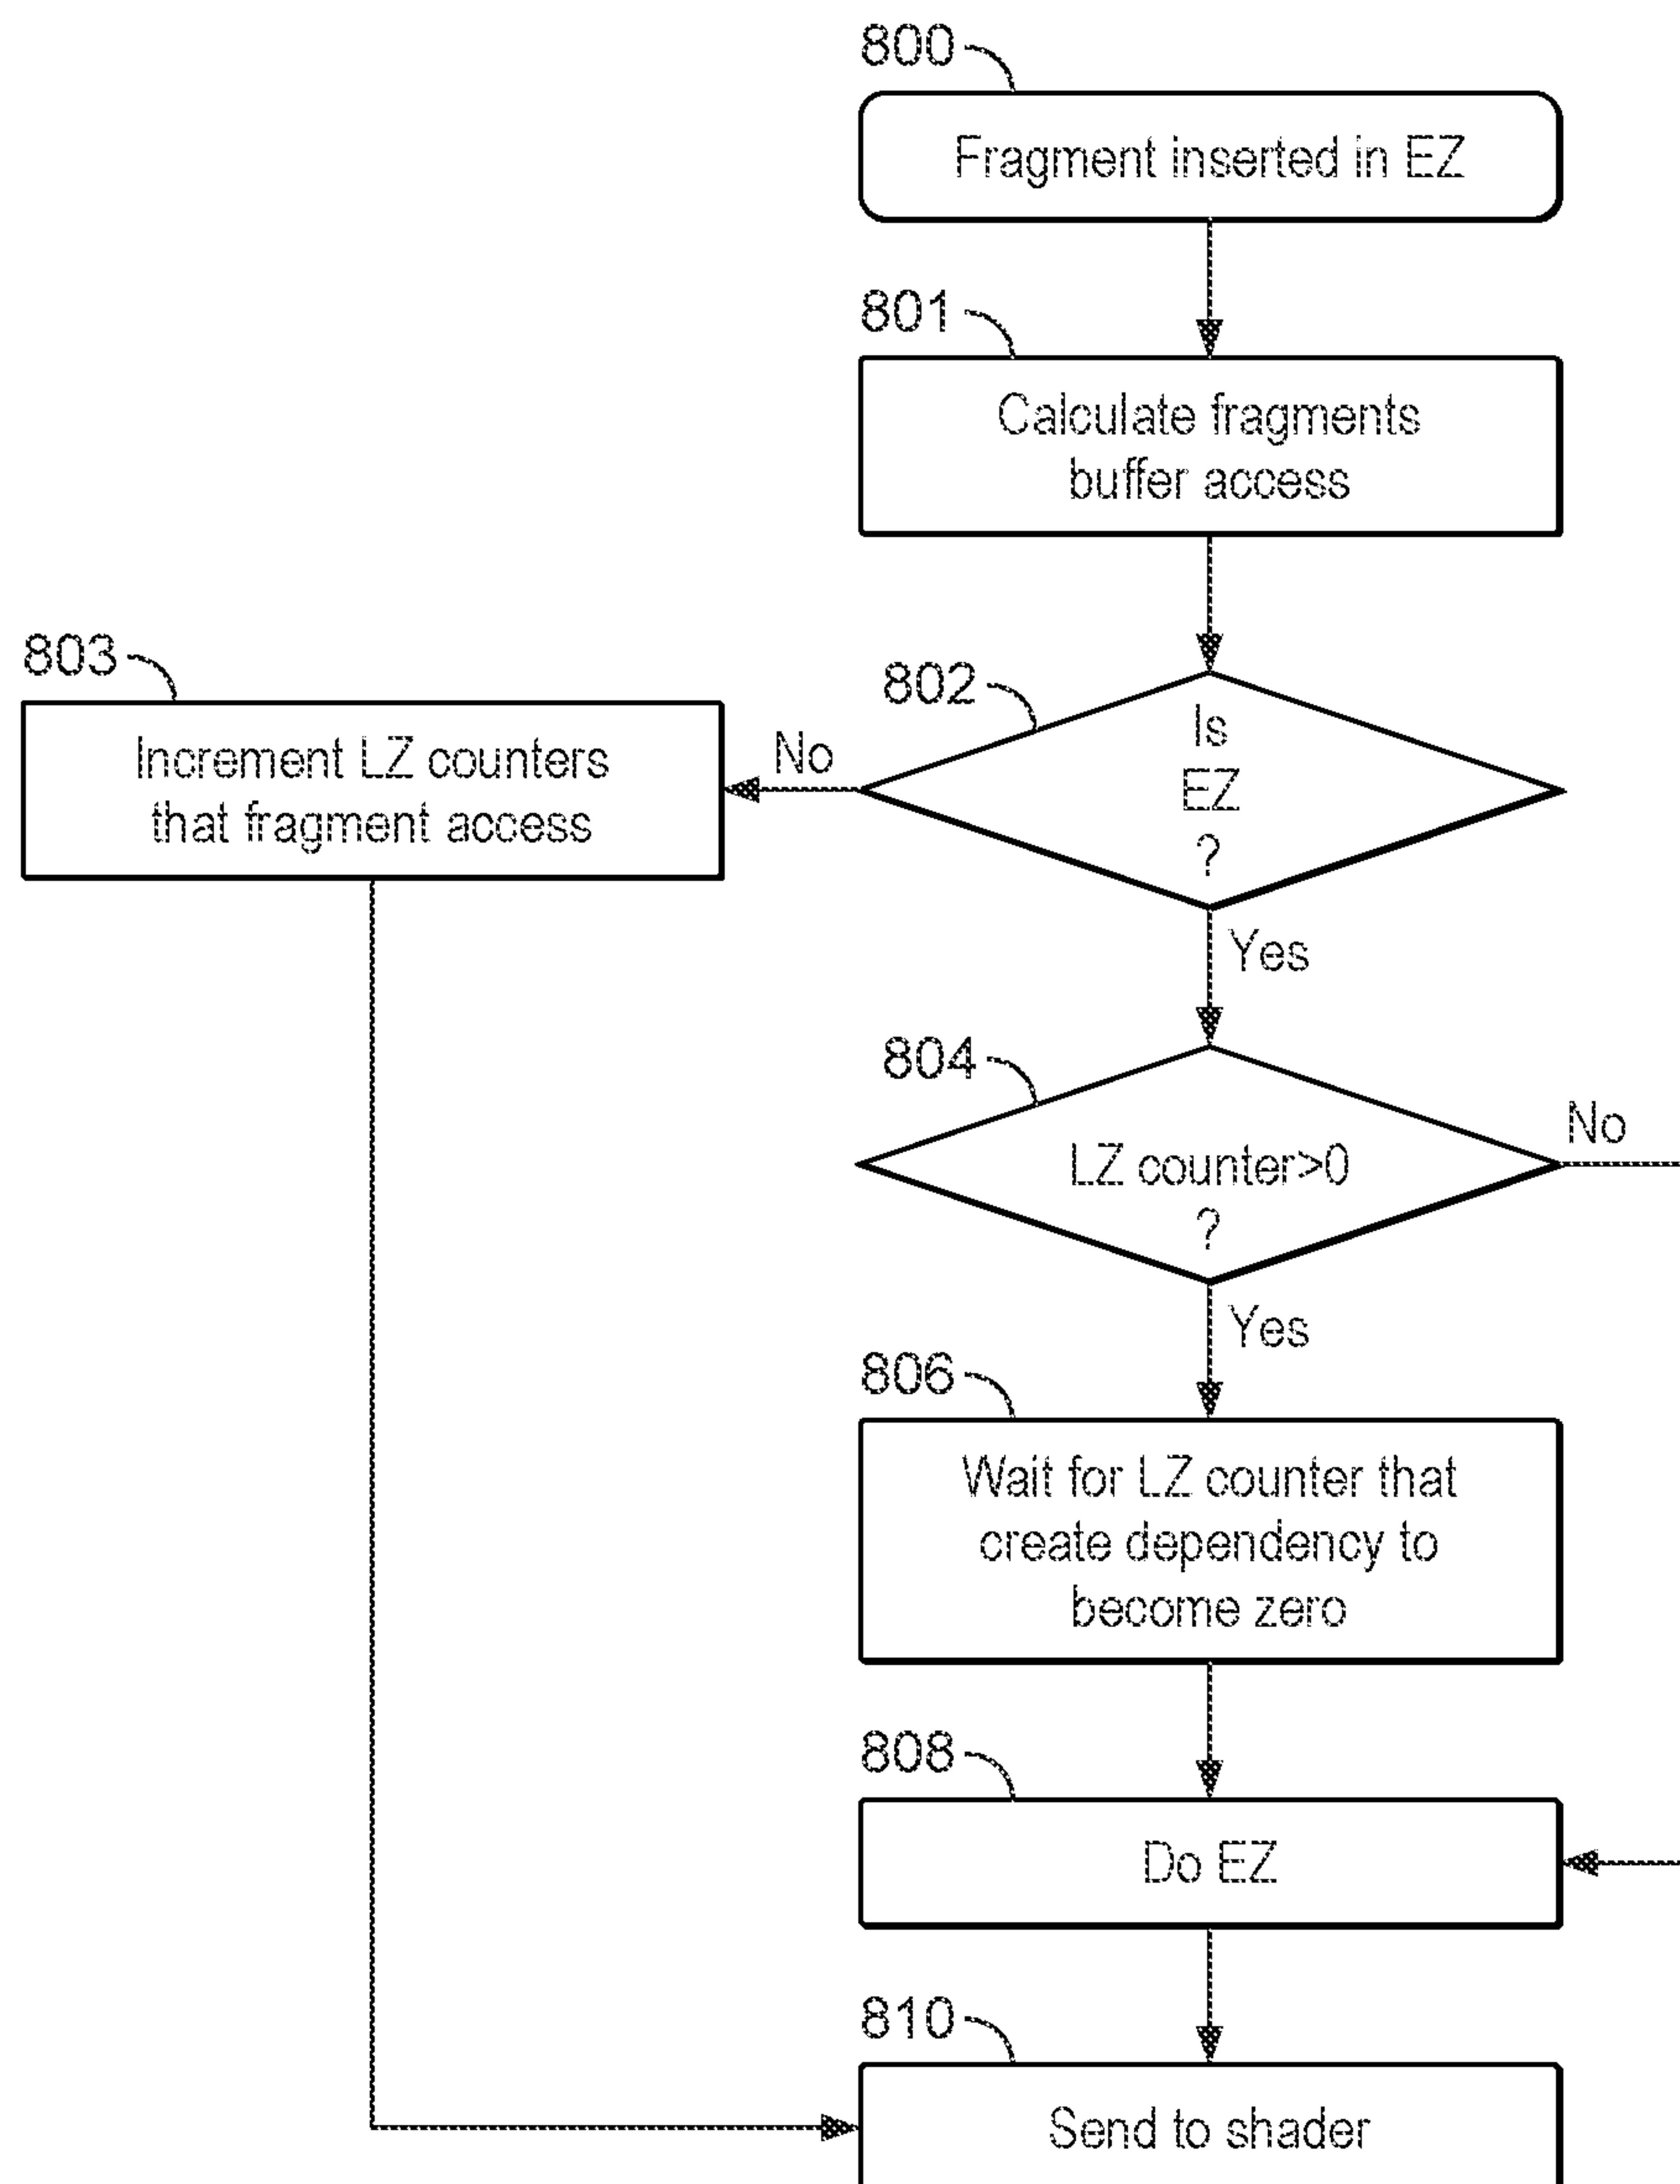 800
Fragment inserted in EZ
801
Calculate fragments
buffer access
803
Increment LZ counters
that fragment access
No
802
Is
EZ
?
Yes
804
LZ counter>0
?
No
Yes
806
Wait for LZ counter that
create dependency to
become zero
808
Do EZ
810
Send to shader